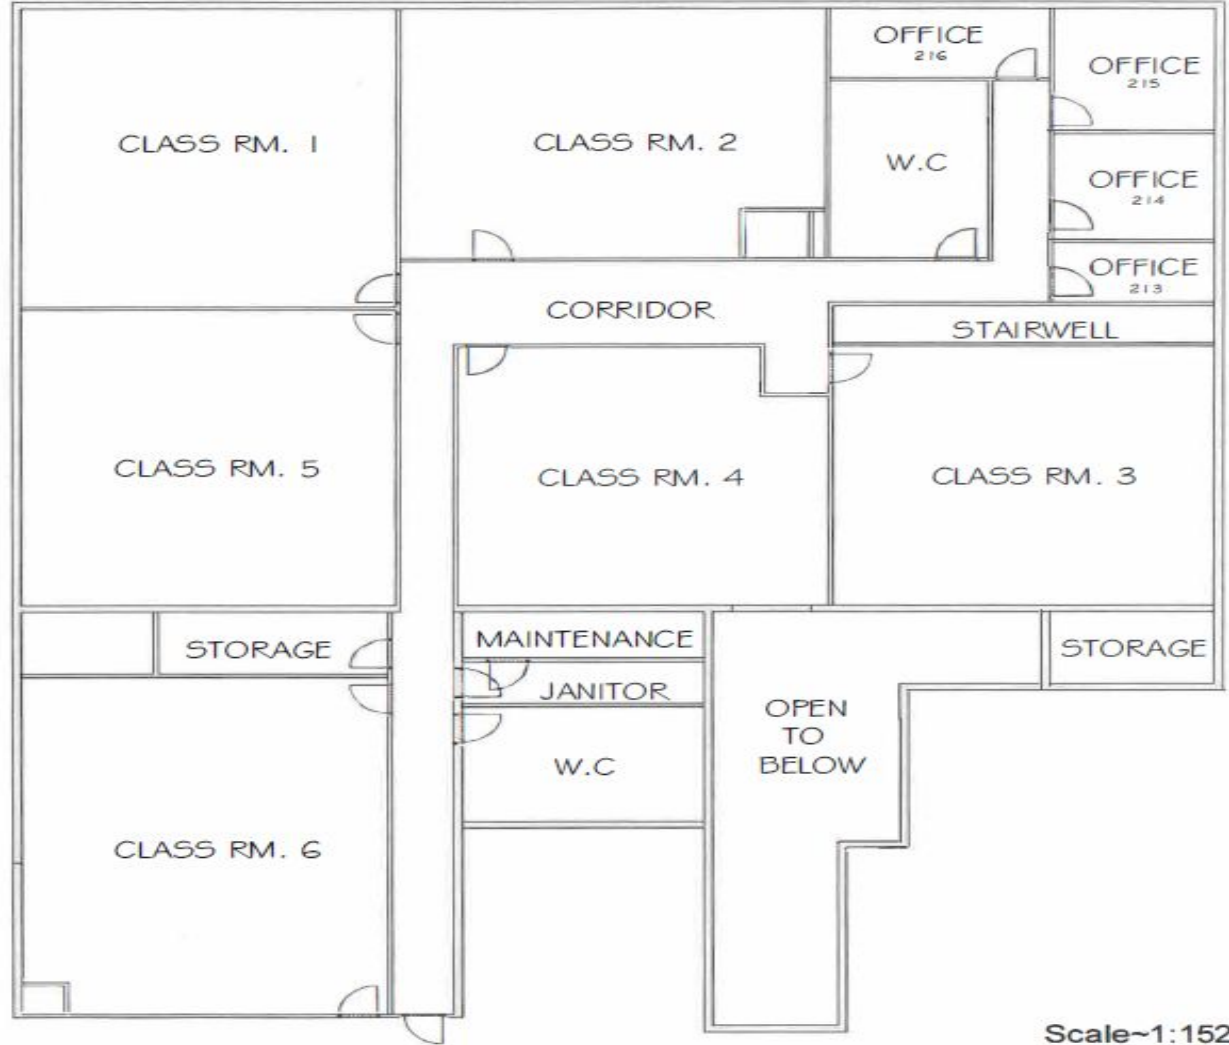 OFFICE
216
OFFICE
215
CLASS RM. 1
CLASS RM. 2
W.C
OFFICE
214
OFFICE
213
CORRIDOR
STAIRWELL
CLASS RM. 5
CLASS RM. 4
CLASS RM. 3
STORAGE
MAINTENANCE
STORAGE
JANITOR
OPEN
TO
BELOW
W.C
CLASS RM. 6
Scale~1:152